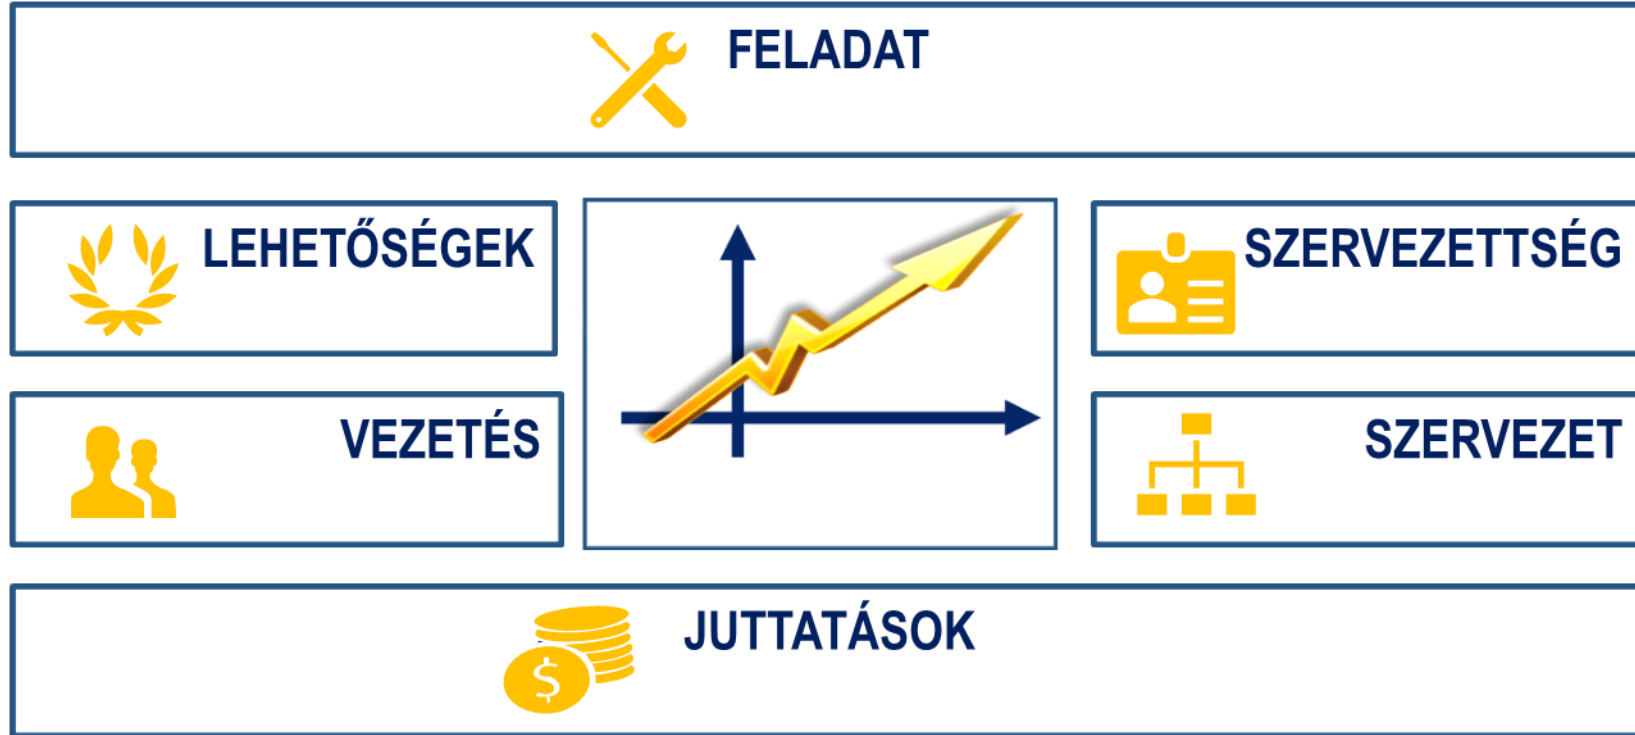 FELADAT
LEHETŐSÉGEK
SZERVEZETTSÉG
VEZETÉS
SZERVEZET
$
JUTTATÁSOK